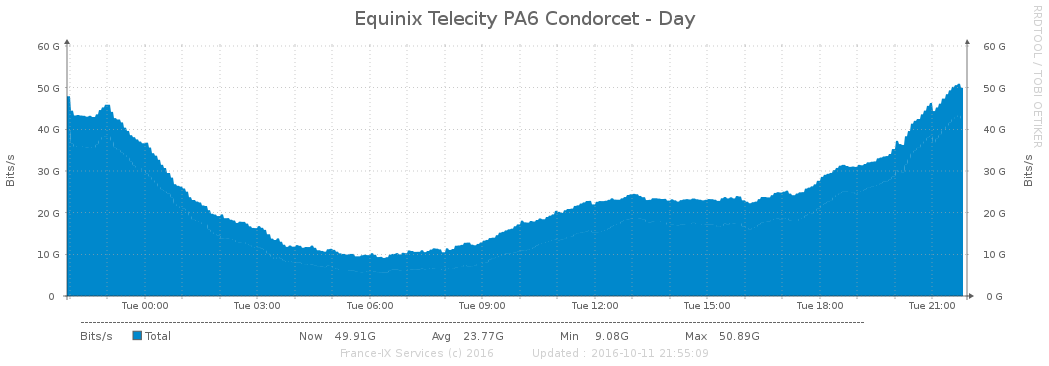 Equinix Telecity PA6 Condorcet - Day
RRDTOOL / TOBI OETIKER
60 G 60 G
50 G 50 G
40 G 40 G
30 G 30 G
20 G 20 G
10 G 10 G
0 0 G
Bits/s
Bits/s
Tue 00:00 Tue 03:00 Tue 06:00 Tue 09:00 Tue 12:00 Tue 15:00 Tue 18:00 Tue 21:00
Bits/s Total Now 49.91G Avg 23.77G Min 9.08G Max 50.89G
France-IX Services (c) 2016 Updated : 2016-10-11 21:55:09